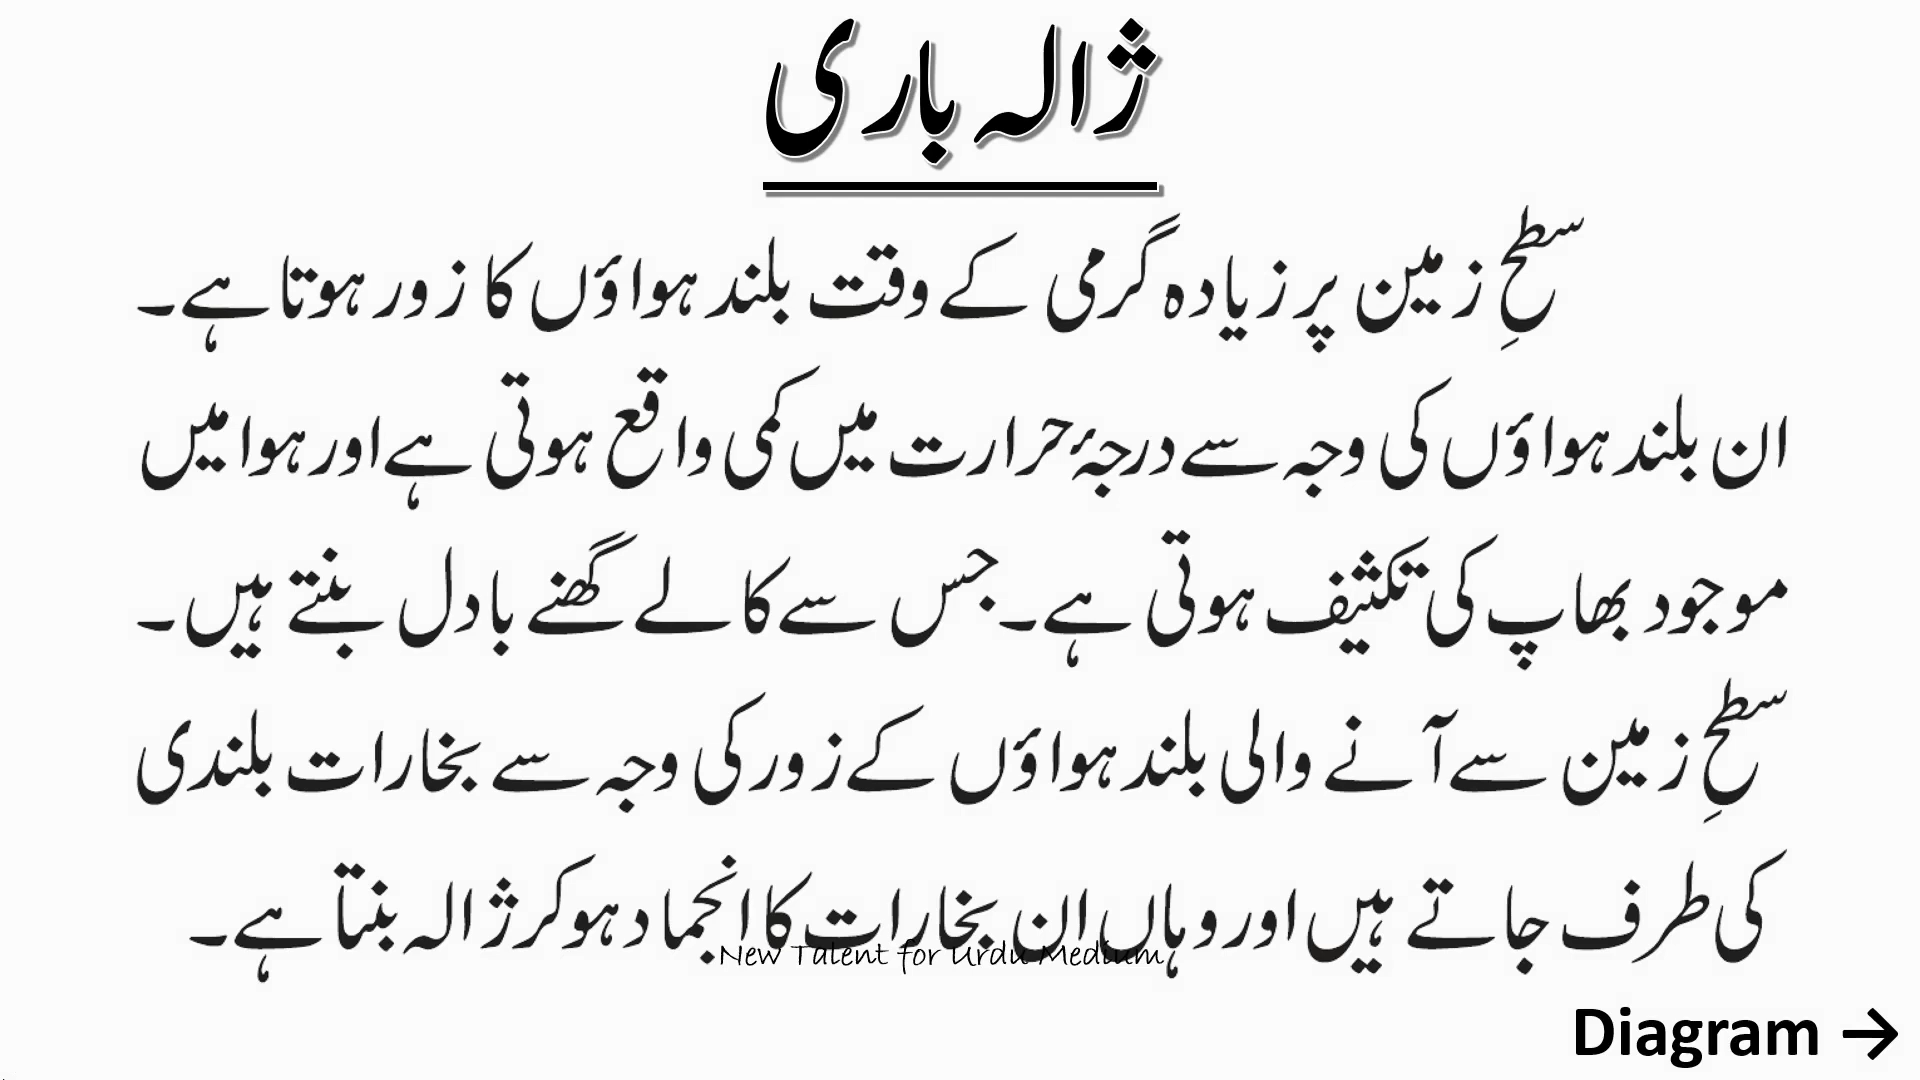 ژالہ باری
سطحِ زمین پر زیادہ گرمی کے وقت بلند ہواؤں کا زور ہوتا ہے۔
ان بلند ہواؤں کی وجہ سے درجۂ حرارت میں کمی واقع ہوتی ہے اور ہوا میں
موجود بھاپ کی تکثیف ہوتی ہے۔ جس سے کالے گھنے بادل بنتے ہیں۔
سطحِ زمین سے آنے والی بلند ہواؤں کے زور کی وجہ سے بخارات بلندی
کی طرف جاتے ہیں اور وہاں ان بخارات کا انجماد ہو کر ژالہ بنتا ہے۔
New Talent for Urdu Medium
Diagram →